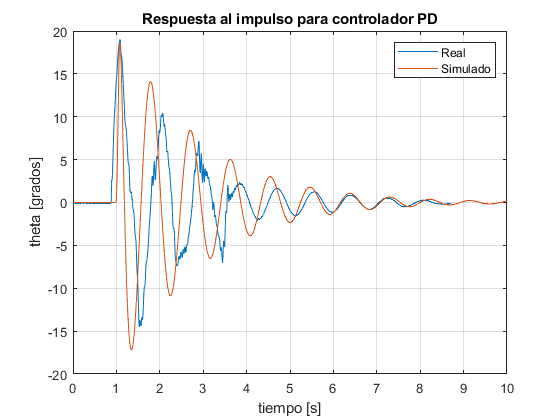 Respuesta al impulso para controlador PD
Real
Simulado
theta [grados]
20
15
10
5
0
-5
-10
-15
-20
0 1 2 3 4 5 6 7 8 9 10
tiempo [s]